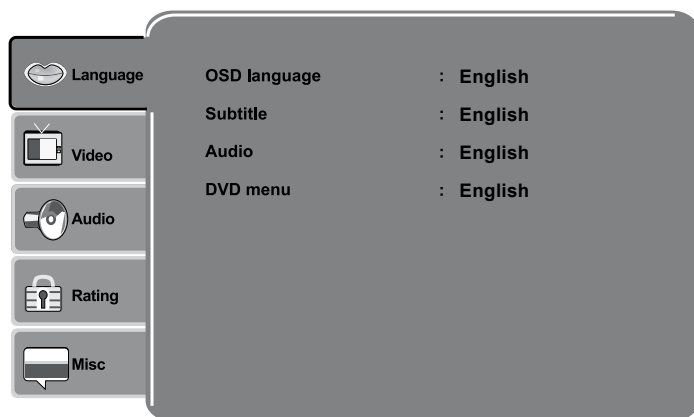 Language
Video
Audio
Rating
Misc
OSD language : English
Subtitle : English
Audio : English
DVD menu : English